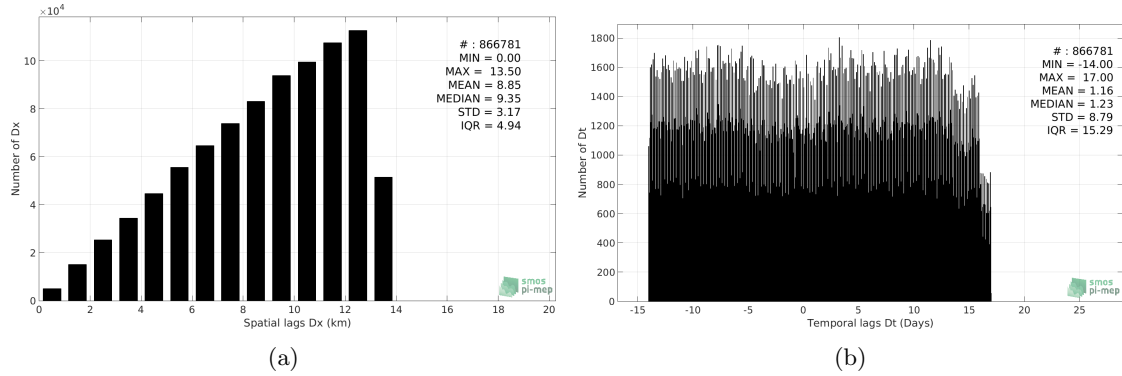 ×10⁴
10
8
6
4
2
0
Number of Dx
0 2 4 6 8 10 12 14 16 18 20
Spatial lags Dx (km)
# : 866781
MIN = 0.00
MAX = 13.50
MEAN = 8.85
MEDIAN = 9.35
STD = 3.17
IQR = 4.94
smos
pi-mep
(a)
1800
1600
1400
1200
1000
800
600
400
200
0
Number of Dt
-15 -10 -5 0 5 10 15 20 25
Temporal lags Dt (Days)
# : 866781
MIN = -14.00
MAX = 17.00
MEAN = 1.16
MEDIAN = 1.23
STD = 8.79
IQR = 15.29
smos
pi-mep
(b)